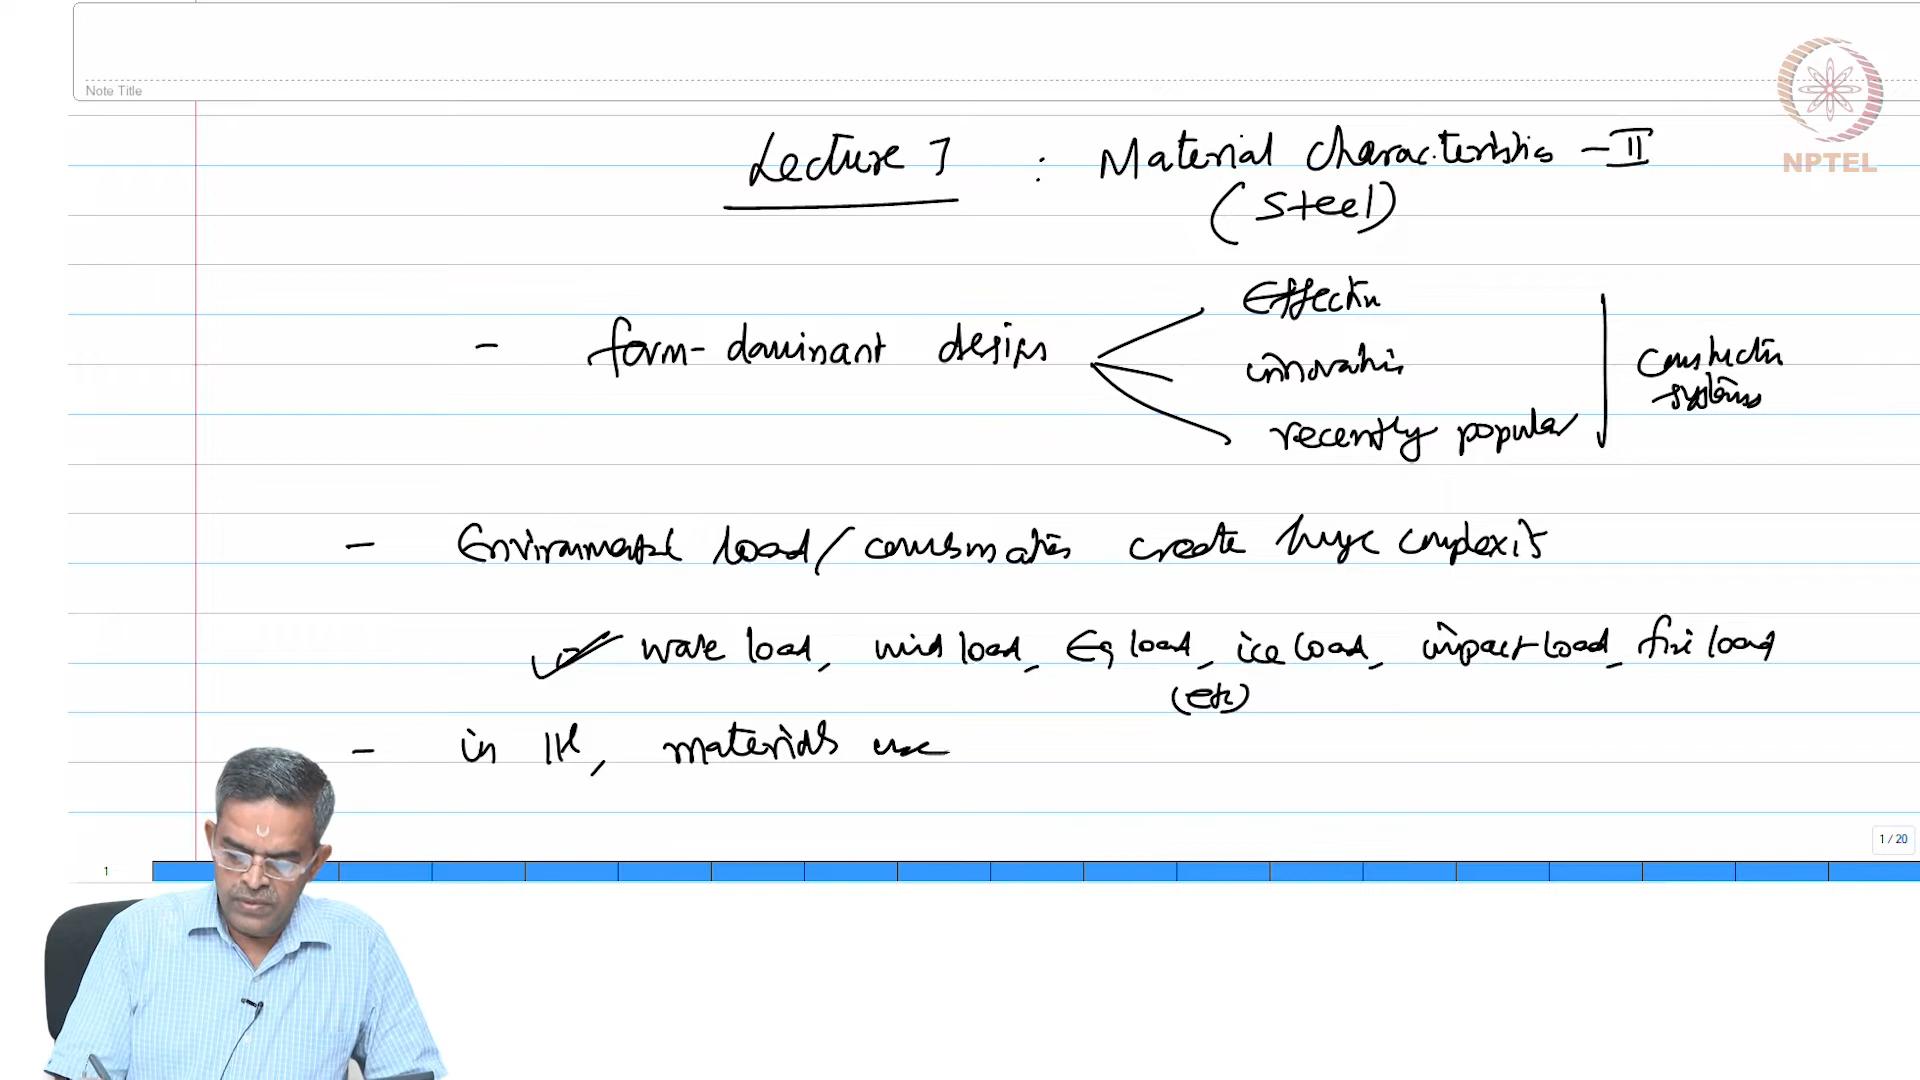 Note Title
NPTEL
Lecture 7 : Material characteristics - II
(Steel)
- form-dominant design
Effective
innovative
recently popular
Construction
systems
- Environmental load/combinations create huge complexity
wave load, wind load, Eq load, ice load, impact load, fire load
(etc)
- in || , materials use
1 / 20
1